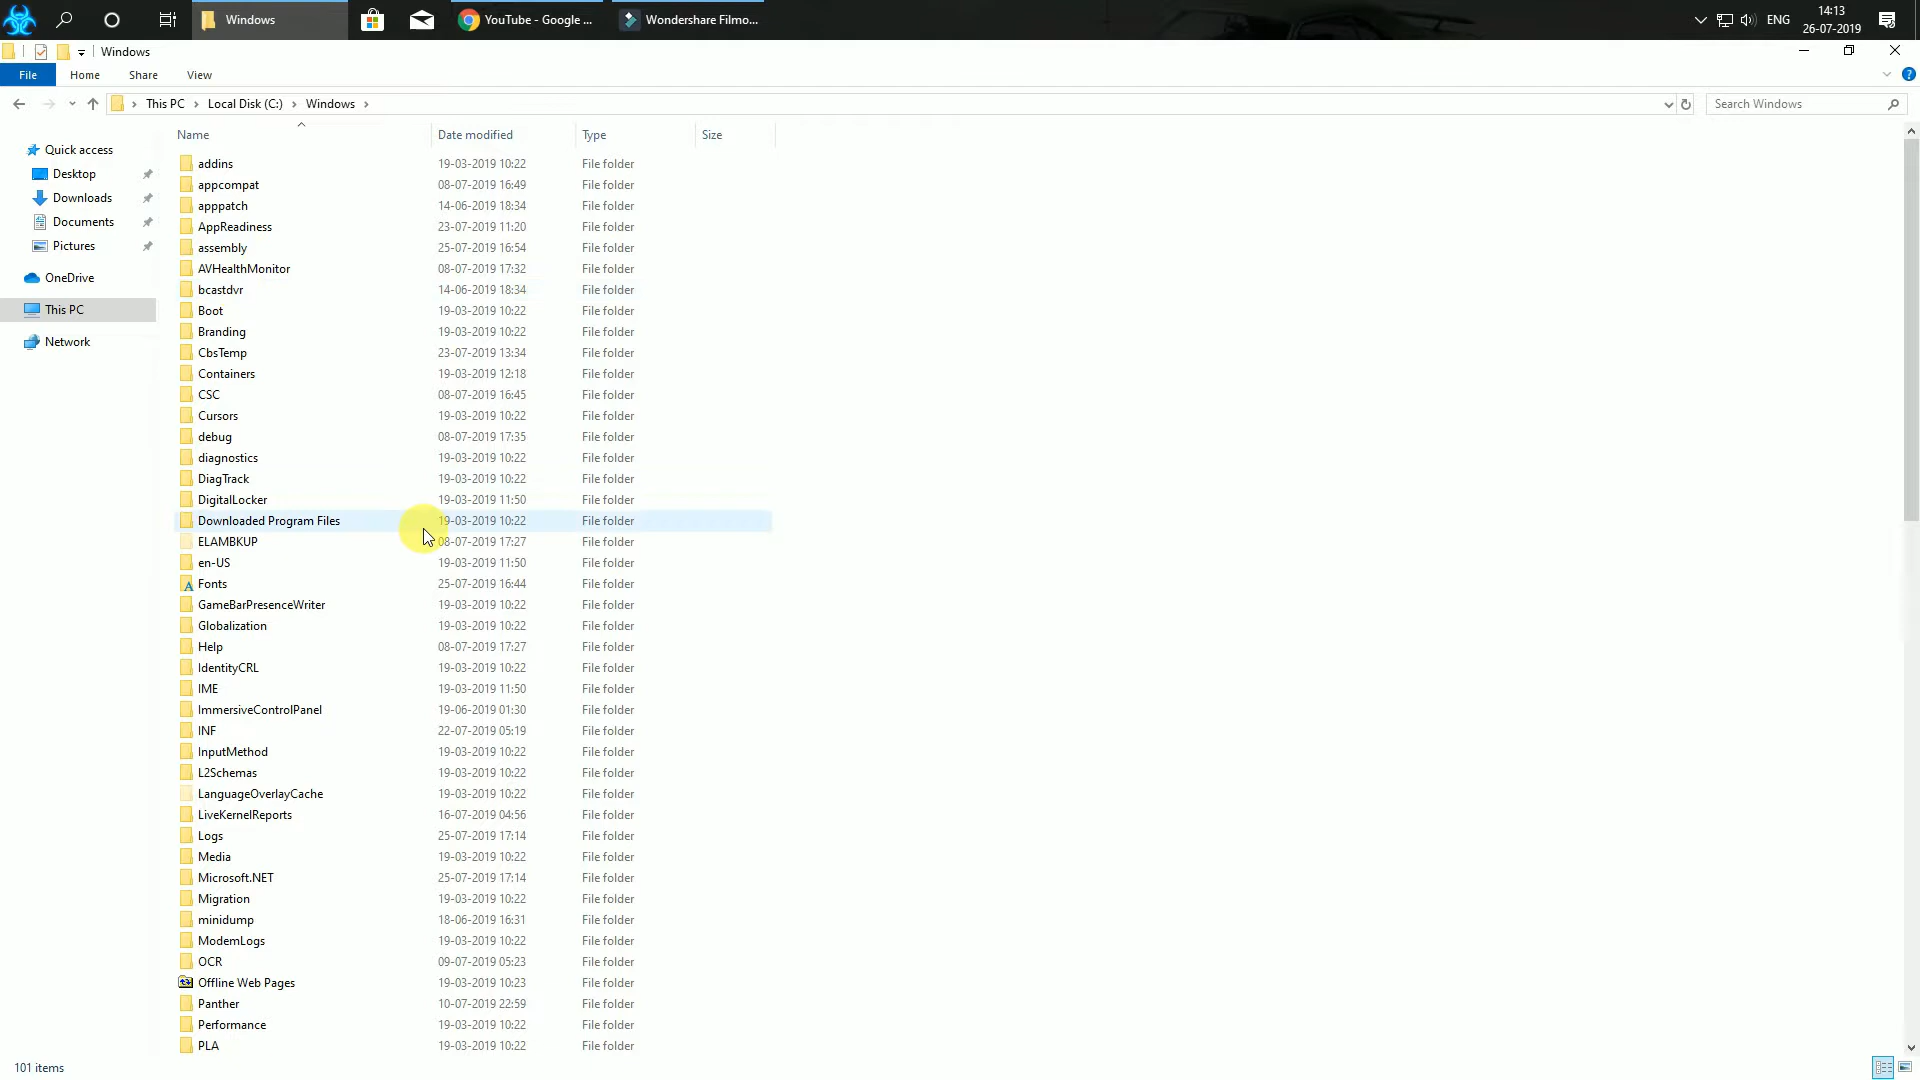 Windows
YouTube - Google ...
Wondershare Filmo...
ENG
14:13
26-07-2019
Windows
File
Home
Share
View
This PC
Local Disk (C:)
Windows
Search Windows
Name
Date modified
Type
Size
Quick access
Desktop
Downloads
Documents
Pictures
OneDrive
This PC
Network
addins 19-03-2019 10:22 File folder
appcompat 08-07-2019 16:49 File folder
apppatch 14-06-2019 18:34 File folder
AppReadiness 23-07-2019 11:20 File folder
assembly 25-07-2019 16:54 File folder
AVHealthMonitor 08-07-2019 17:32 File folder
bcastdvr 14-06-2019 18:34 File folder
Boot 19-03-2019 10:22 File folder
Branding 19-03-2019 10:22 File folder
CbsTemp 23-07-2019 13:34 File folder
Containers 19-03-2019 12:18 File folder
CSC 08-07-2019 16:45 File folder
Cursors 19-03-2019 10:22 File folder
debug 08-07-2019 17:35 File folder
diagnostics 19-03-2019 10:22 File folder
DiagTrack 19-03-2019 10:22 File folder
DigitalLocker 19-03-2019 11:50 File folder
Downloaded Program Files 19-03-2019 10:22 File folder
ELAMBKUP 08-07-2019 17:27 File folder
en-US 19-03-2019 11:50 File folder
Fonts 25-07-2019 16:44 File folder
GameBarPresenceWriter 19-03-2019 10:22 File folder
Globalization 19-03-2019 10:22 File folder
Help 08-07-2019 17:27 File folder
IdentityCRL 19-03-2019 10:22 File folder
IME 19-03-2019 11:50 File folder
ImmersiveControlPanel 19-06-2019 01:30 File folder
INF 22-07-2019 05:19 File folder
InputMethod 19-03-2019 10:22 File folder
L2Schemas 19-03-2019 10:22 File folder
LanguageOverlayCache 19-03-2019 10:22 File folder
LiveKernelReports 16-07-2019 04:56 File folder
Logs 25-07-2019 17:14 File folder
Media 19-03-2019 10:22 File folder
Microsoft.NET 25-07-2019 17:14 File folder
Migration 19-03-2019 10:22 File folder
minidump 18-06-2019 16:31 File folder
ModemLogs 19-03-2019 10:22 File folder
OCR 09-07-2019 05:23 File folder
Offline Web Pages 19-03-2019 10:23 File folder
Panther 10-07-2019 22:59 File folder
Performance 19-03-2019 10:22 File folder
PLA 19-03-2019 10:22 File folder
101 items